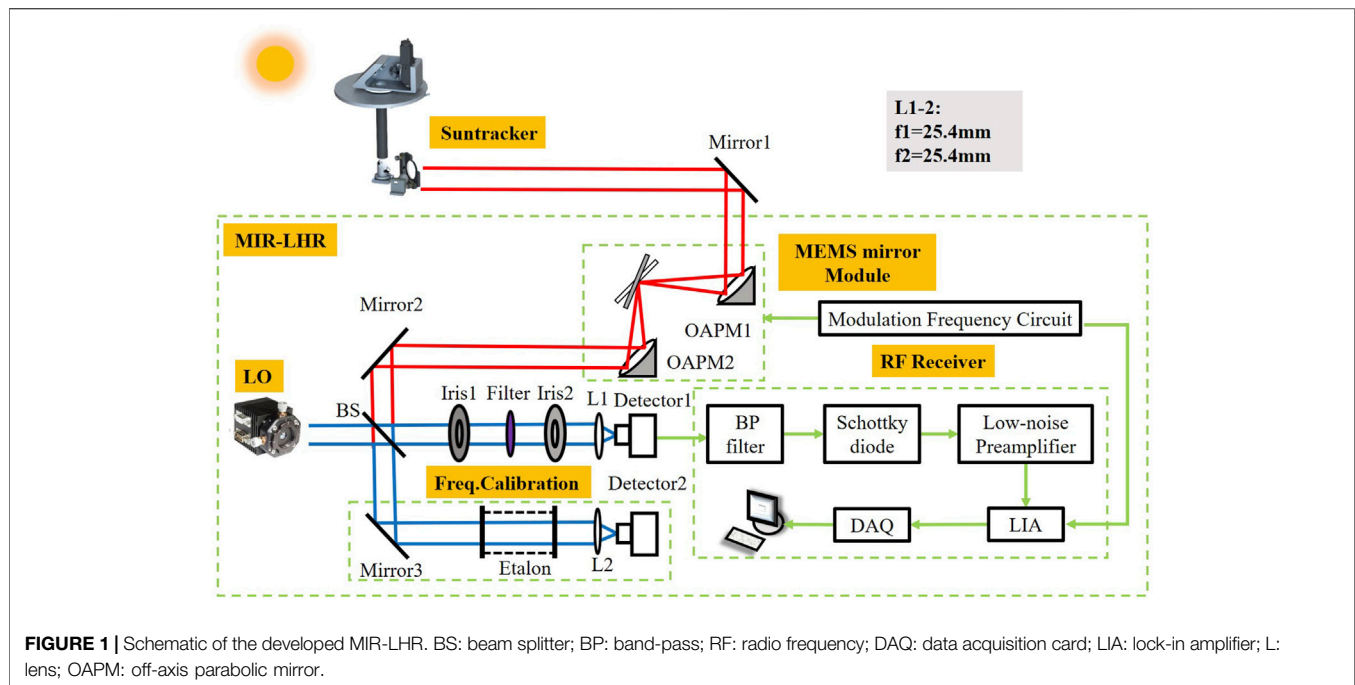 Suntracker
Mirror1
L1-2:
f1=25.4mm
f2=25.4mm
MIR-LHR
MEMS mirror
Module
Mirror2
OAPM1
Modulation Frequency Circuit
OAPM2
RF Receiver
LO
BS
Iris1
Filter
Iris2
L1
Detector1
BP
filter
Schottky
diode
Low-noise
Preamplifier
Freq.Calibration
Detector2
DAQ
LIA
Mirror3
Etalon
L2
FIGURE 1 | Schematic of the developed MIR-LHR. BS: beam splitter; BP: band-pass; RF: radio frequency; DAQ: data acquisition card; LIA: lock-in amplifier; L:
lens; OAPM: off-axis parabolic mirror.